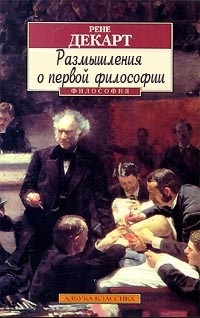 РЕНЕ
ДЕКАРТ
Размышления
о первой философии
ФИЛОСОФИЯ
АЗБУКА-КЛАССИКА